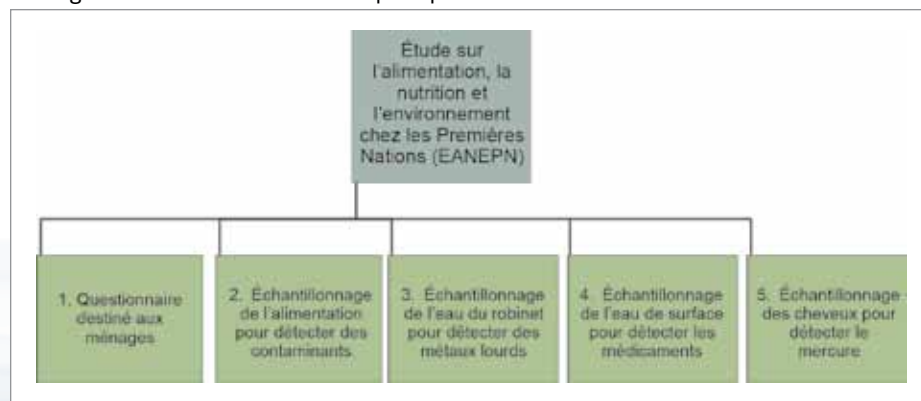 Étude sur
l'alimentation, la
nutrition et
l'environnement
chez les Premières
Nations (EANEPN)
1. Questionnaire
destiné aux
ménages
2. Échantillonnage
de l'alimentation
pour détecter des
contaminants
3. Échantillonnage
de l'eau du robinet
pour détecter des
métaux lourds
4. Échantillonnage
de l'eau de surface
pour détecter les
médicaments
5. Échantillonnage
des cheveux pour
détecter le
mercure